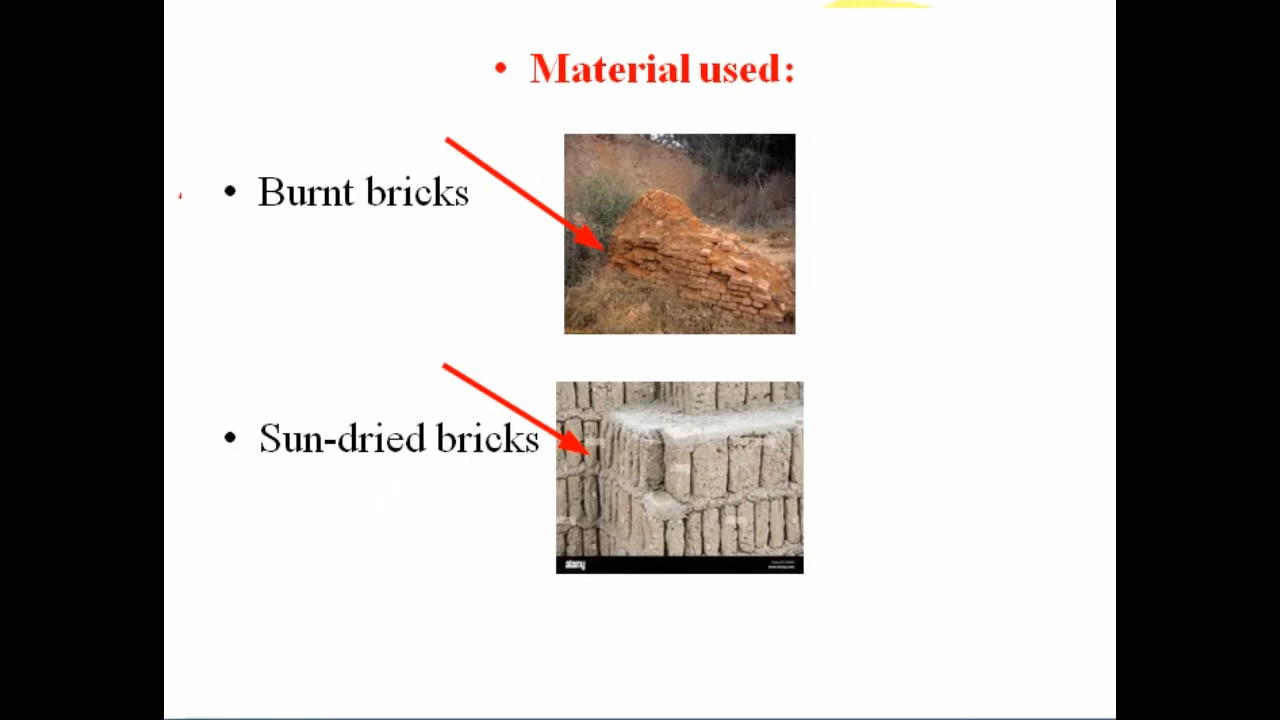 • Material used:
• Burnt bricks
• Sun-dried bricks
alamy